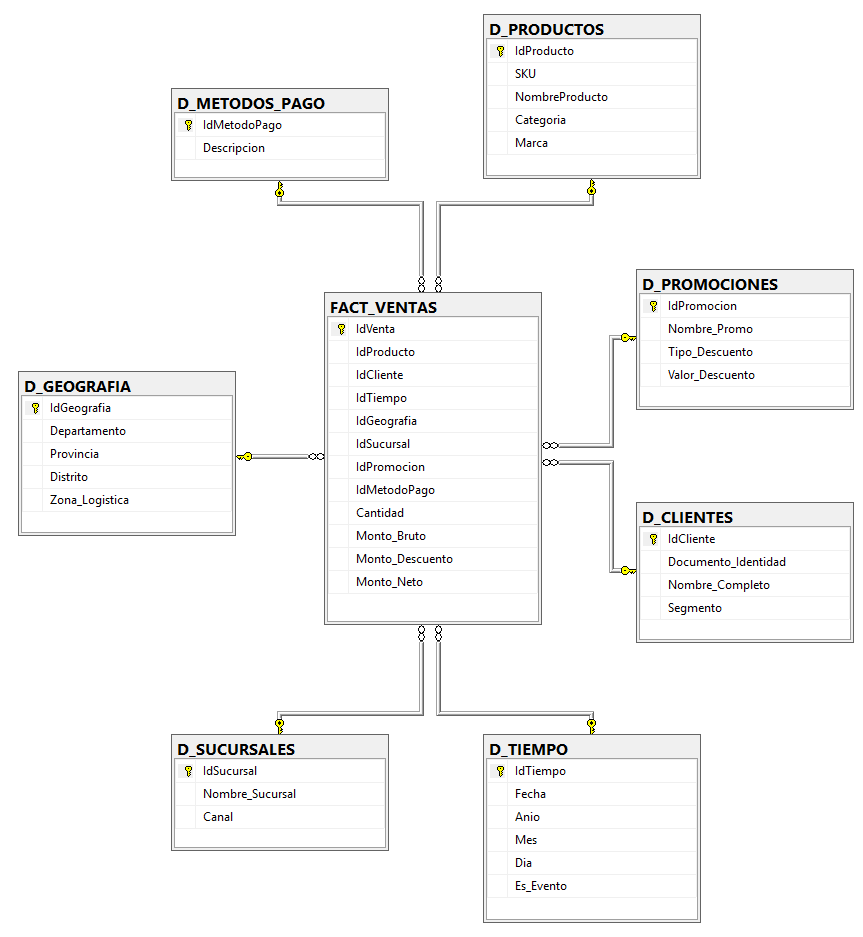 D_PRODUCTOS
IdProducto
SKU
NombreProducto
Categoria
Marca
D_METODOS_PAGO
IdMetodoPago
Descripcion
D_PROMOCIONES
IdPromocion
Nombre_Promo
Tipo_Descuento
Valor_Descuento
FACT_VENTAS
IdVenta
IdProducto
IdCliente
IdTiempo
IdGeografia
IdSucursal
IdPromocion
IdMetodoPago
Cantidad
Monto_Bruto
Monto_Descuento
Monto_Neto
D_GEOGRAFIA
IdGeografia
Departamento
Provincia
Distrito
Zona_Logistica
D_CLIENTES
IdCliente
Documento_Identidad
Nombre_Completo
Segmento
D_SUCURSALES
IdSucursal
Nombre_Sucursal
Canal
D_TIEMPO
IdTiempo
Fecha
Anio
Mes
Dia
Es_Evento